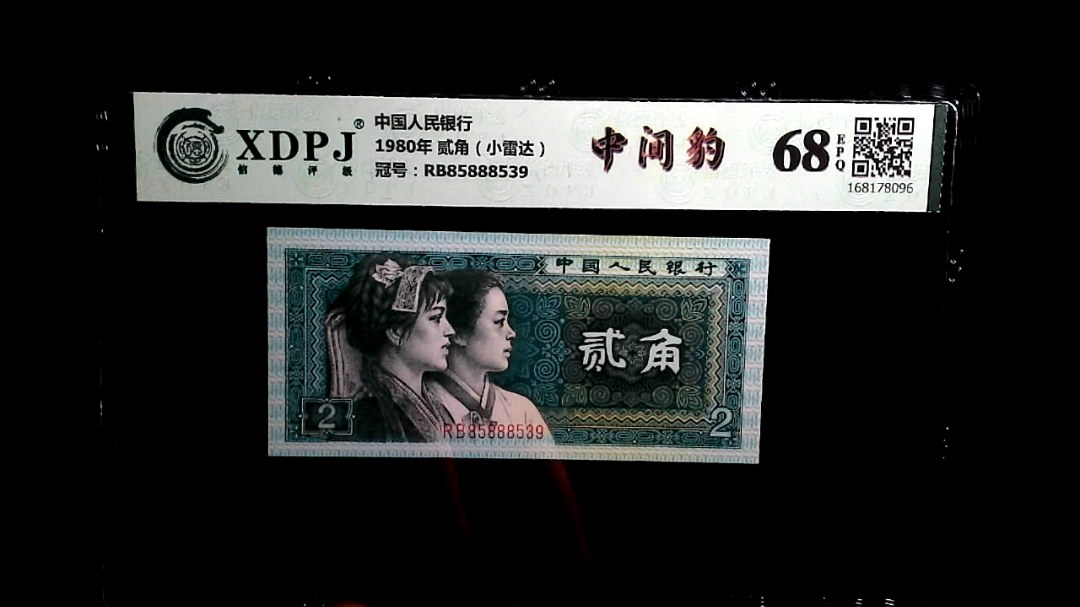 XDPJ®
信德评级
中国人民银行
1980年 贰角（小雷达）
冠号：RB85888539
中间豹
68
EPQ
168178096
中国人民银行
贰角
2
RB85888539
2